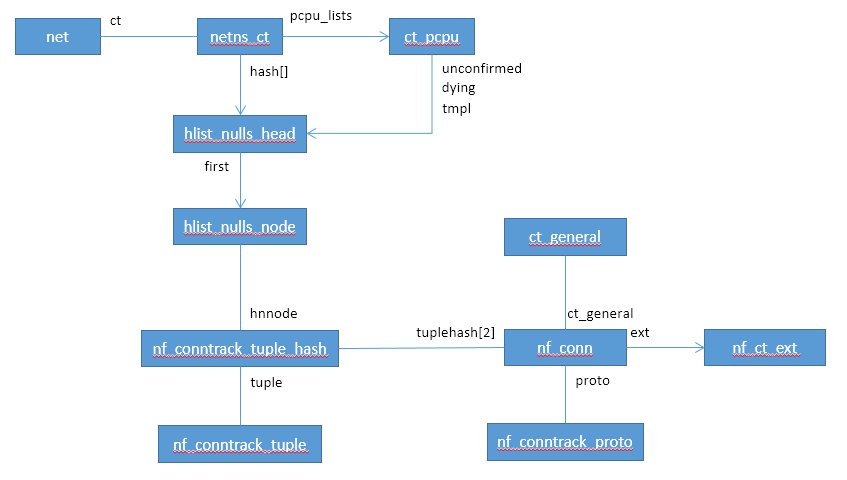 net
ct
netns_ct
pcpu_lists
ct_pcpu
hash[]
unconfirmed
dying
tmpl
hlist_nulls_head
first
hlist_nulls_node
ct_general
hnnode
ct_general
tuplehash[2]
ext
nf_conntrack_tuple_hash
nf_conn
nf_ct_ext
tuple
proto
nf_conntrack_tuple
nf_conntrack_proto